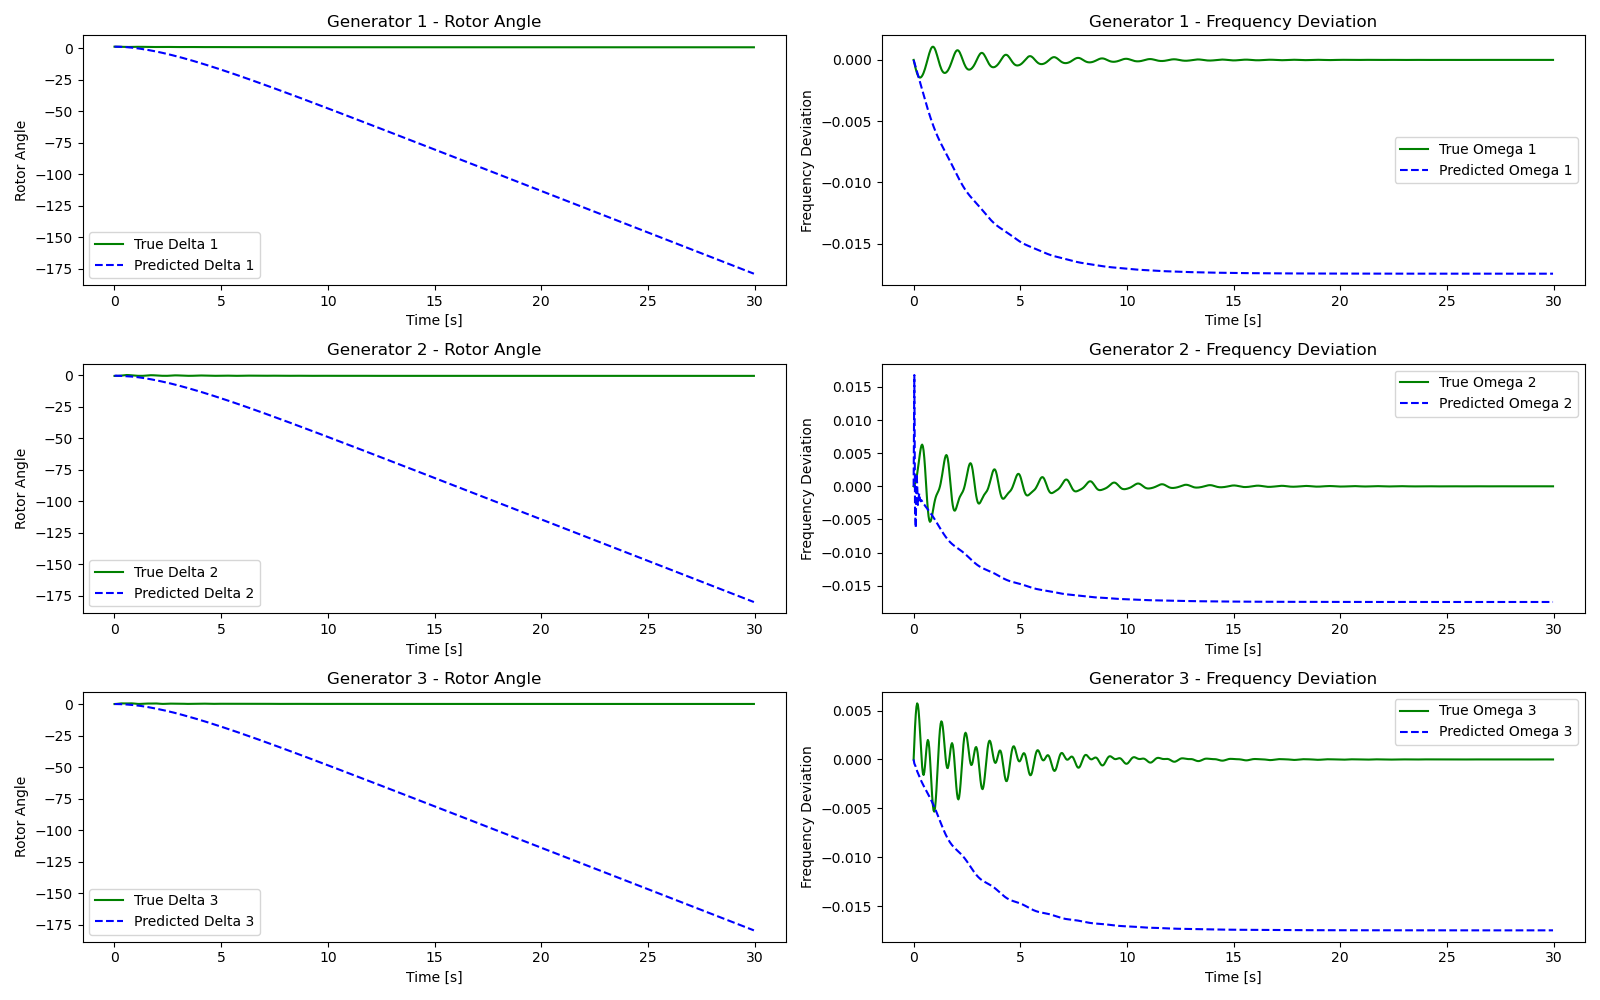 Generator 1 - Rotor Angle
Rotor Angle
0
−25
−50
−75
−100
−125
−150
−175
True Delta 1
Predicted Delta 1
0 5 10 15 20 25 30
Time [s]
Generator 1 - Frequency Deviation
Frequency Deviation
0.000
−0.005
−0.010
−0.015
True Omega 1
Predicted Omega 1
0 5 10 15 20 25 30
Time [s]
Generator 2 - Rotor Angle
Rotor Angle
0
−25
−50
−75
−100
−125
−150
−175
True Delta 2
Predicted Delta 2
0 5 10 15 20 25 30
Time [s]
Generator 2 - Frequency Deviation
Frequency Deviation
0.015
0.010
0.005
0.000
−0.005
−0.010
−0.015
True Omega 2
Predicted Omega 2
0 5 10 15 20 25 30
Time [s]
Generator 3 - Rotor Angle
Rotor Angle
0
−25
−50
−75
−100
−125
−150
−175
True Delta 3
Predicted Delta 3
0 5 10 15 20 25 30
Time [s]
Generator 3 - Frequency Deviation
Frequency Deviation
0.005
0.000
−0.005
−0.010
−0.015
True Omega 3
Predicted Omega 3
0 5 10 15 20 25 30
Time [s]